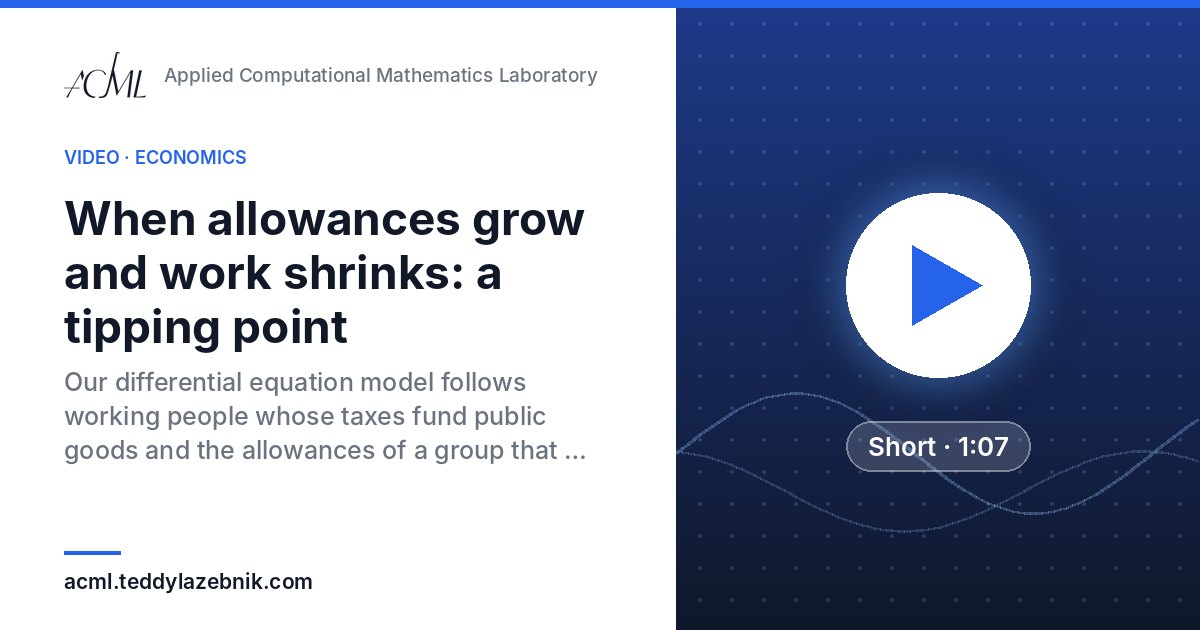 ACML
Applied Computational Mathematics Laboratory
VIDEO · ECONOMICS
When allowances grow
and work shrinks: a
tipping point
Our differential equation model follows
working people whose taxes fund public
goods and the allowances of a group that ...
Short · 1:07
acml.teddylazebnik.com